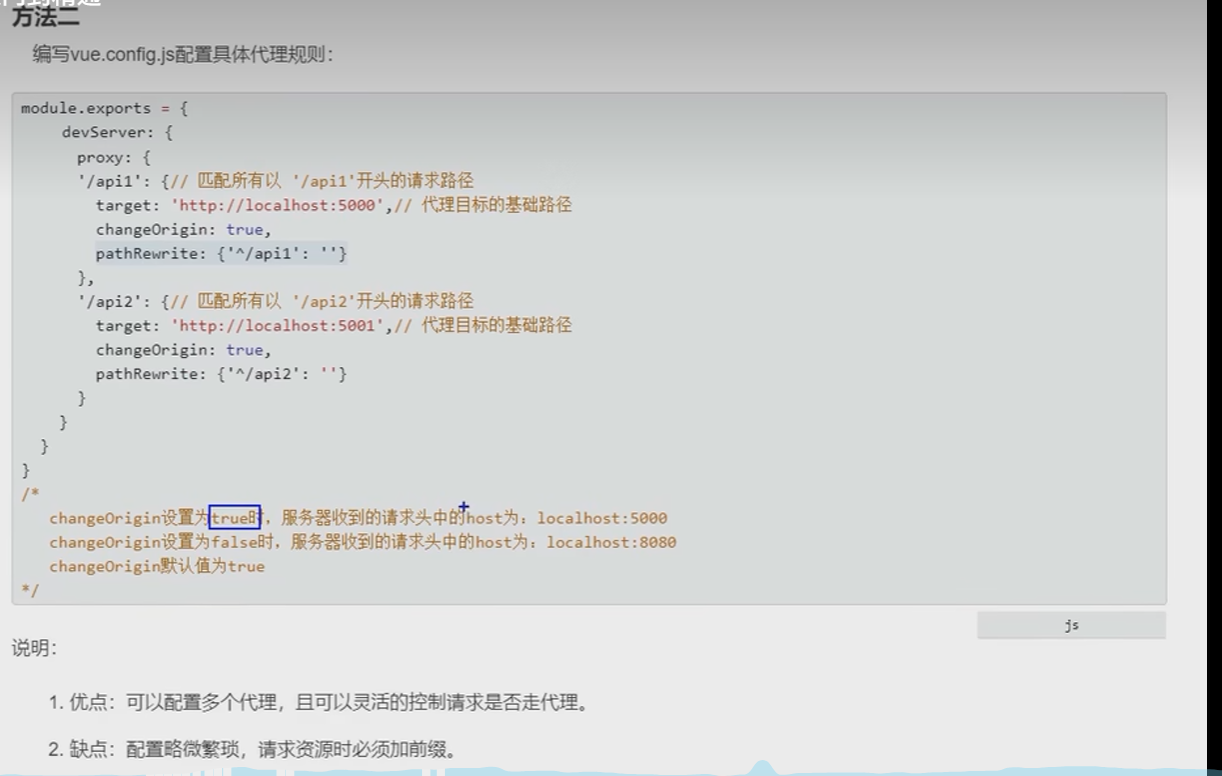 方法二
编写vue.config.js配置具体代理规则：
module.exports = {
devServer: {
proxy: {
'/api1': {// 匹配所有以 '/api1'开头的请求路径
target: 'http://localhost:5000',// 代理目标的基础路径
changeOrigin: true,
pathRewrite: {'^/api1': ''}
},
'/api2': {// 匹配所有以 '/api2'开头的请求路径
target: 'http://localhost:5001',// 代理目标的基础路径
changeOrigin: true,
pathRewrite: {'^/api2': ''}
}
}
}
}
/*
changeOrigin设置为true时，服务器收到的请求头中的host为：localhost:5000
changeOrigin设置为false时，服务器收到的请求头中的host为：localhost:8080
changeOrigin默认值为true
*/
js
说明：
1. 优点：可以配置多个代理，且可以灵活的控制请求是否走代理。
2. 缺点：配置略微繁琐，请求资源时必须加前缀。